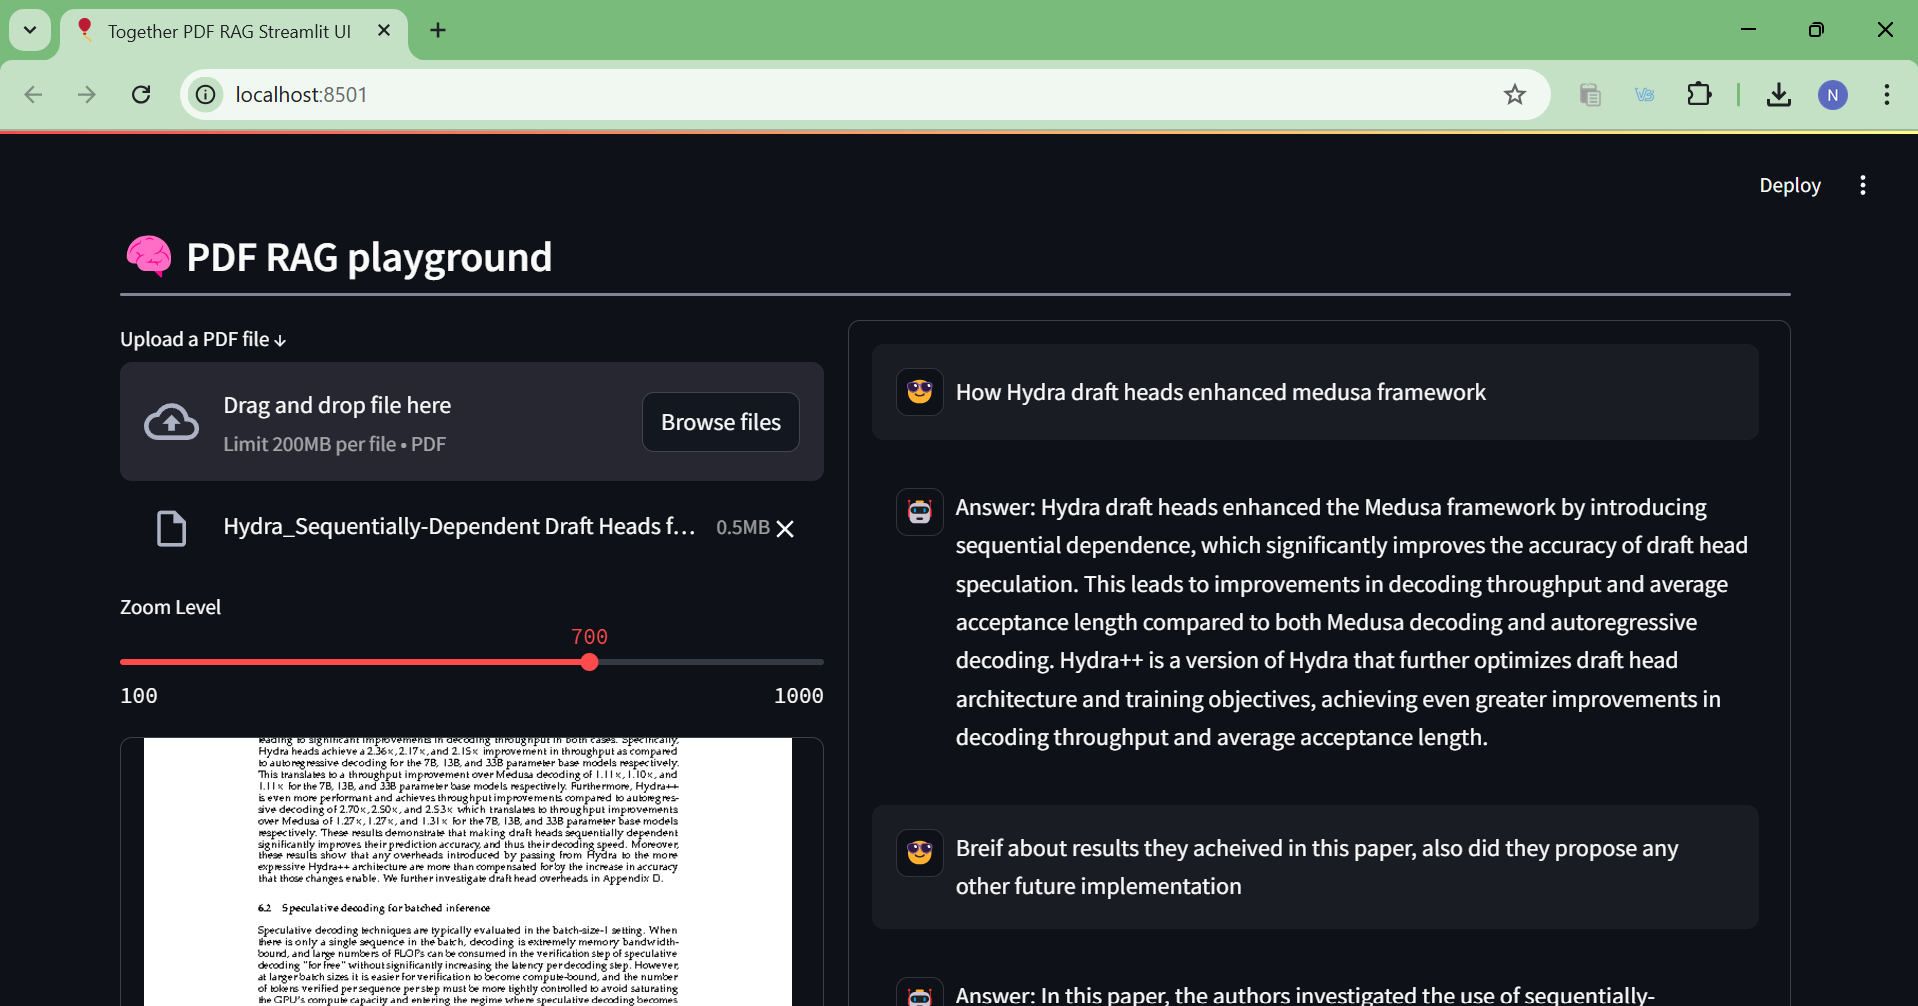 Together PDF RAG Streamlit UI
localhost:8501
N
Deploy
PDF RAG playground
Upload a PDF file ↓
Drag and drop file here
Limit 200MB per file • PDF
Browse files
Hydra_Sequentially-Dependent Draft Heads f...
0.5MB
Zoom Level
700
100
1000
leading to significant improvements in decoding throughput in both cases. Specifically,
Hydra heads achieve a 2.36×, 2.17×, and 2.15× improvement in throughput as compared
to autoregressive decoding for the 7B, 13B, and 33B parameter base models respectively.
This translates to a throughput improvement over Medusa decoding of 1.11×, 1.10×, and
1.11× for the 7B, 13B, and 33B parameter base models respectively. Furthermore, Hydra++
is even more performant and achieves throughput improvements compared to autoregres-
sive decoding of 2.70×, 2.50×, and 2.53× which translates to throughput improvements
over Medusa of 1.27×, 1.27×, and 1.31× for the 7B, 13B, and 33B parameter base models
respectively. These results demonstrate that making draft heads sequentially dependent
significantly improves their prediction accuracy, and thus their decoding speed. Moreover,
these results show that any overheads introduced by passing from Hydra to the more
expressive Hydra++ architecture are more than compensated for by the increase in accuracy
that those changes enable. We further investigate draft head overheads in Appendix D.
6.2 Speculative decoding for batched inference
Speculative decoding techniques are typically evaluated in the batch-size-1 setting. When
there is only a single sequence in the batch, decoding is extremely memory bandwidth-
bound, and large numbers of FLOPs can be consumed in the verification step of speculative
decoding "for free" without significantly increasing the latency per decoding step. However,
at larger batch sizes it is easier for verification to become compute-bound, and the number
of tokens verified per sequence per step must be more tightly controlled to avoid saturating
the GPU's compute capacity and entering the regime where speculative decoding becomes
How Hydra draft heads enhanced medusa framework
Answer: Hydra draft heads enhanced the Medusa framework by introducing
sequential dependence, which significantly improves the accuracy of draft head
speculation. This leads to improvements in decoding throughput and average
acceptance length compared to both Medusa decoding and autoregressive
decoding. Hydra++ is a version of Hydra that further optimizes draft head
architecture and training objectives, achieving even greater improvements in
decoding throughput and average acceptance length.
Breif about results they acheived in this paper, also did they propose any
other future implementation
Answer: In this paper, the authors investigated the use of sequentially-